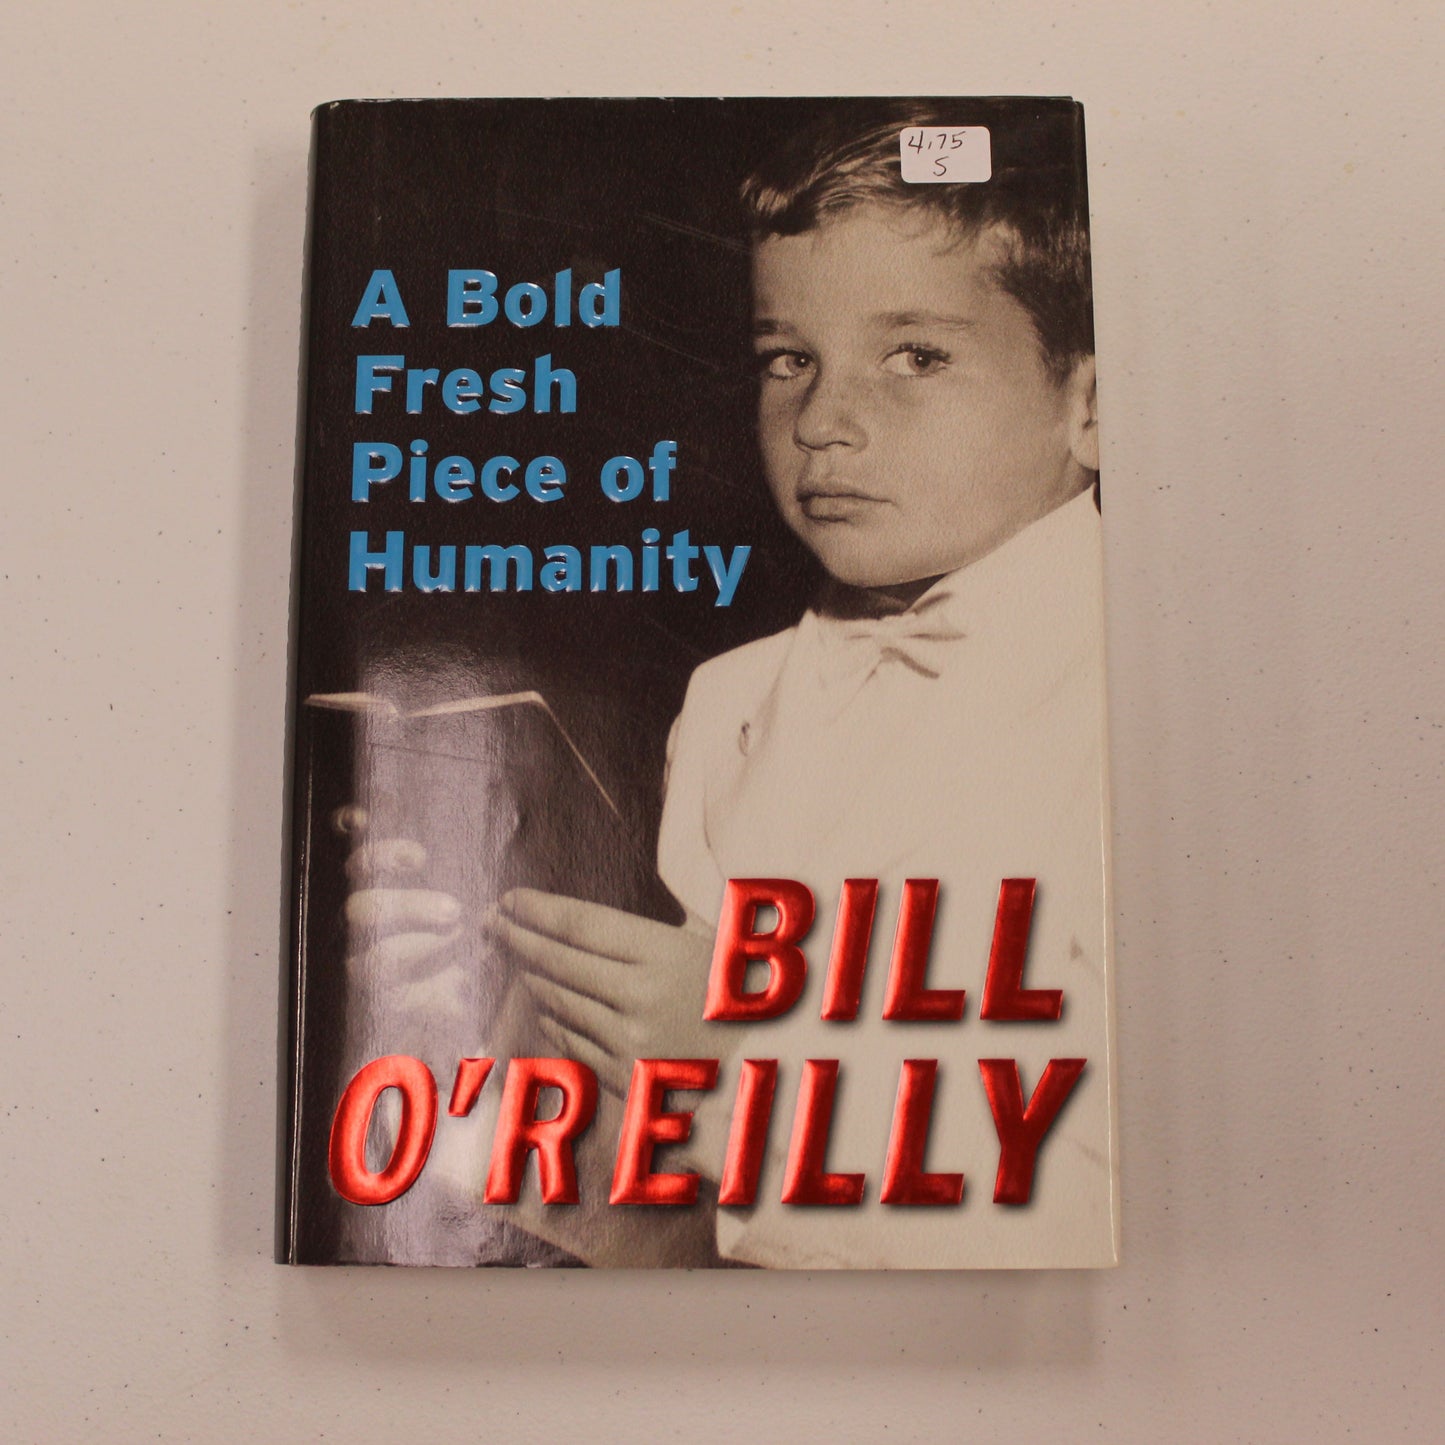 4.75
S
A Bold
Fresh
Piece of
Humanity
BILL
O'REILLY